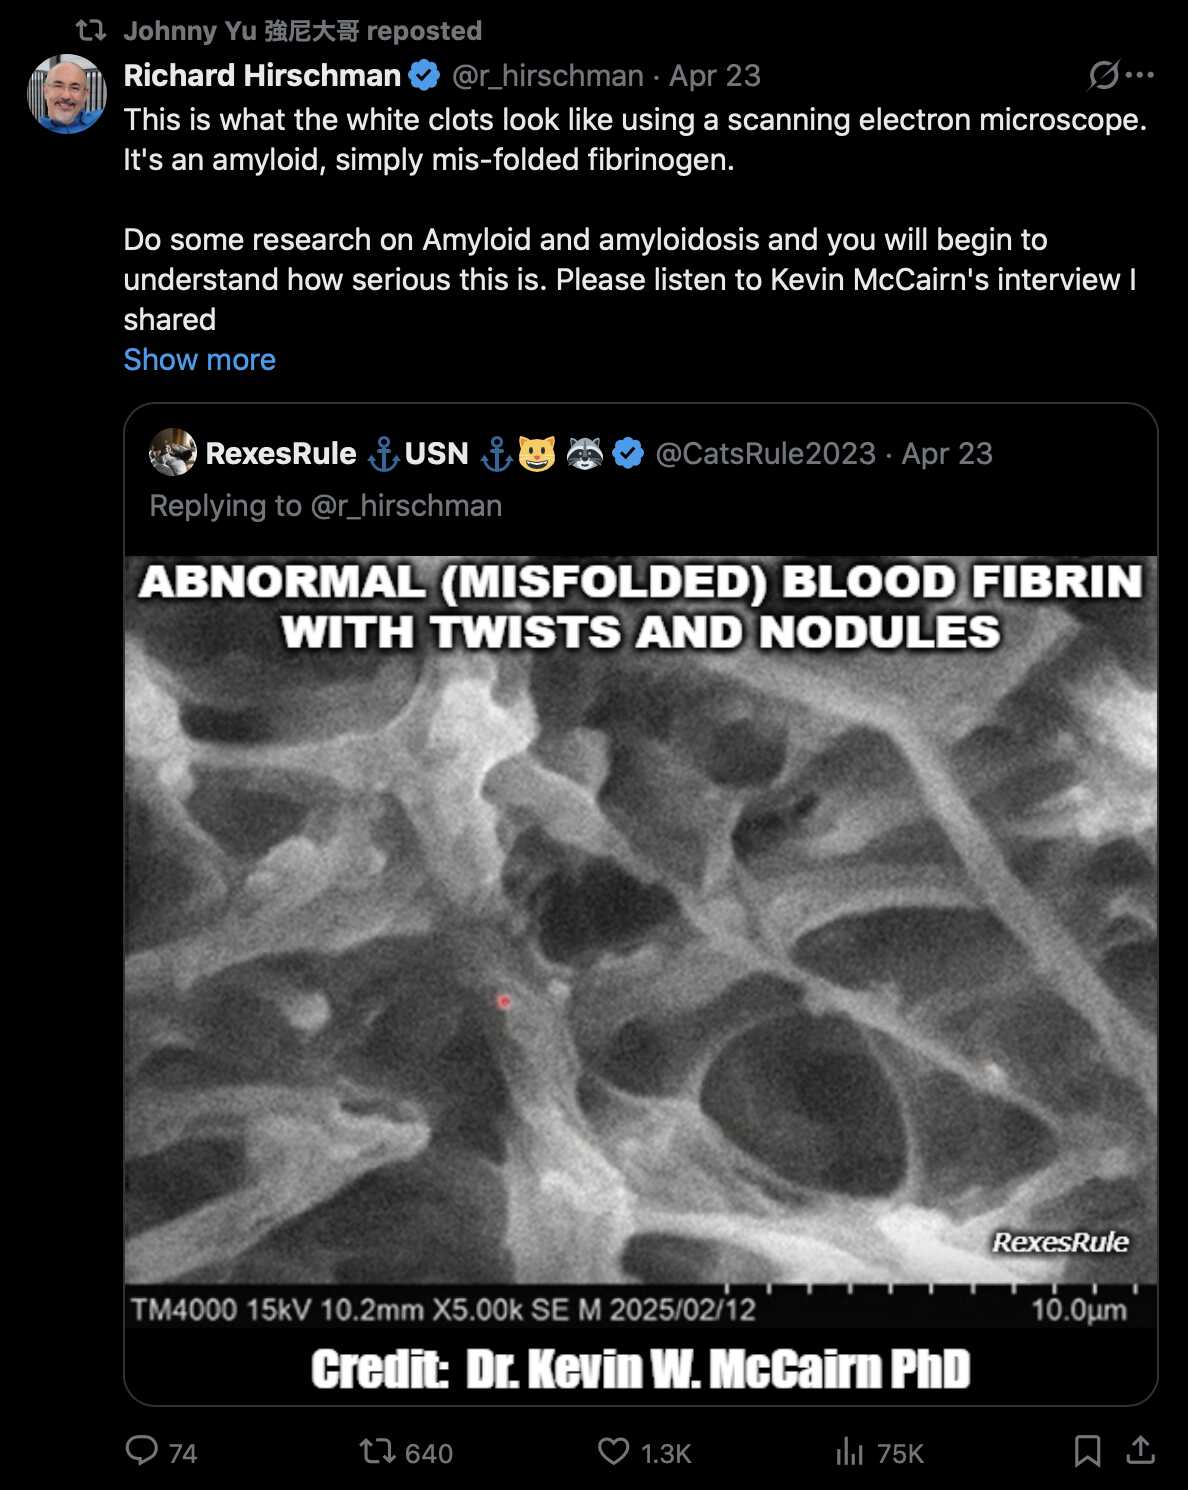 Johnny Yu 強尼大哥 reposted
Richard Hirschman @r_hirschman · Apr 23
This is what the white clots look like using a scanning electron microscope.
It's an amyloid, simply mis-folded fibrinogen.
Do some research on Amyloid and amyloidosis and you will begin to
understand how serious this is. Please listen to Kevin McCairn's interview I
shared
Show more
RexesRule ⚓USN ⚓😺 🦝 @CatsRule2023 · Apr 23
Replying to @r_hirschman
ABNORMAL (MISFOLDED) BLOOD FIBRIN
WITH TWISTS AND NODULES
RexesRule
TM4000 15kV 10.2mm X5.00k SE M 2025/02/12 10.0µm
Credit: Dr. Kevin W. McCairn PhD
74 640 1.3K 75K